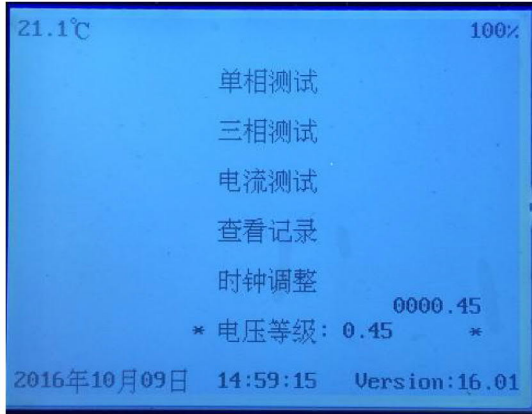 21.1℃ 100%
单相测试
三相测试
电流测试
查看记录
时钟调整
0000.45
* 电压等级: 0.45 *
2016年10月09日 14:59:15 Version:16.01